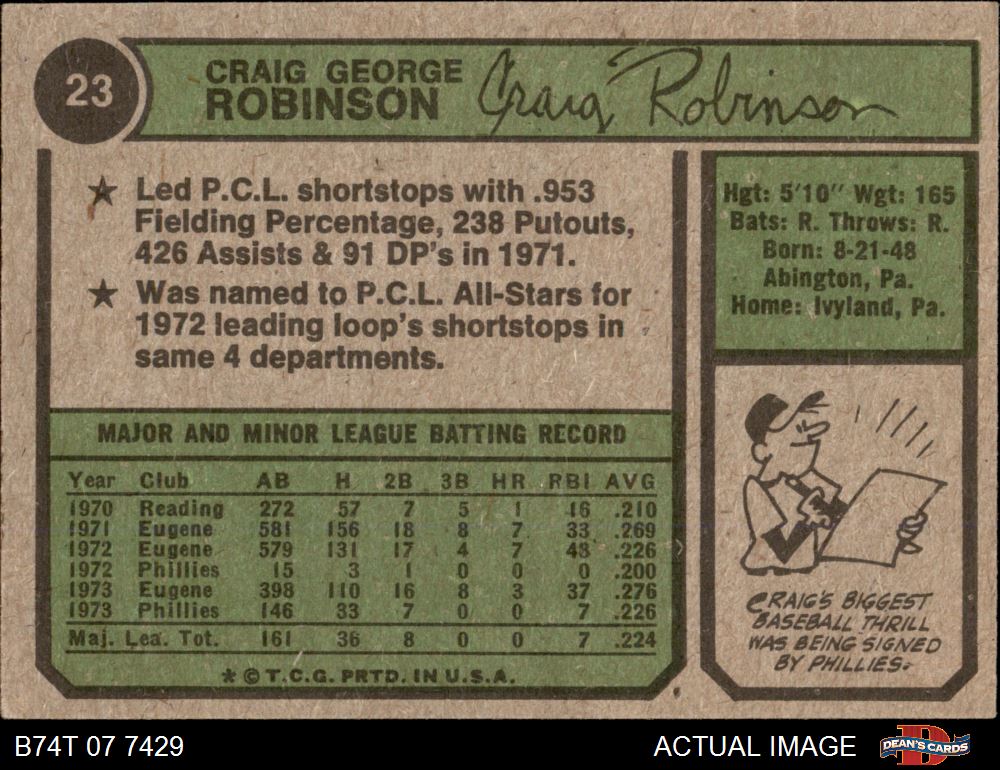 23
CRAIG GEORGE
ROBINSON
Craig Robinson
★ Led P.C.L. shortstops with .953
Fielding Percentage, 238 Putouts,
426 Assists & 91 DP's in 1971.
★ Was named to P.C.L. All-Stars for
1972 leading loop's shortstops in
same 4 departments.
Hgt: 5'10" Wgt: 165
Bats: R. Throws: R.
Born: 8-21-48
Abington, Pa.
Home: Ivyland, Pa.
MAJOR AND MINOR LEAGUE BATTING RECORD
Year Club AB H 2B 3B HR RBI AVG
1970 Reading 272 57 7 5 1 16 .210
1971 Eugene 581 156 18 8 7 33 .269
1972 Eugene 579 131 17 4 7 48 .226
1972 Phillies 15 3 1 0 0 0 .200
1973 Eugene 398 110 16 8 3 37 .276
1973 Phillies 146 33 7 0 0 7 .226
Maj. Lea. Tot. 161 36 8 0 0 7 .224
* © T.C.G. PRTD. IN U.S.A.
CRAIG'S BIGGEST
BASEBALL THRILL
WAS BEING SIGNED
BY PHILLIES.
B74T 07 7429
ACTUAL IMAGE
D
DEAN'S CARDS